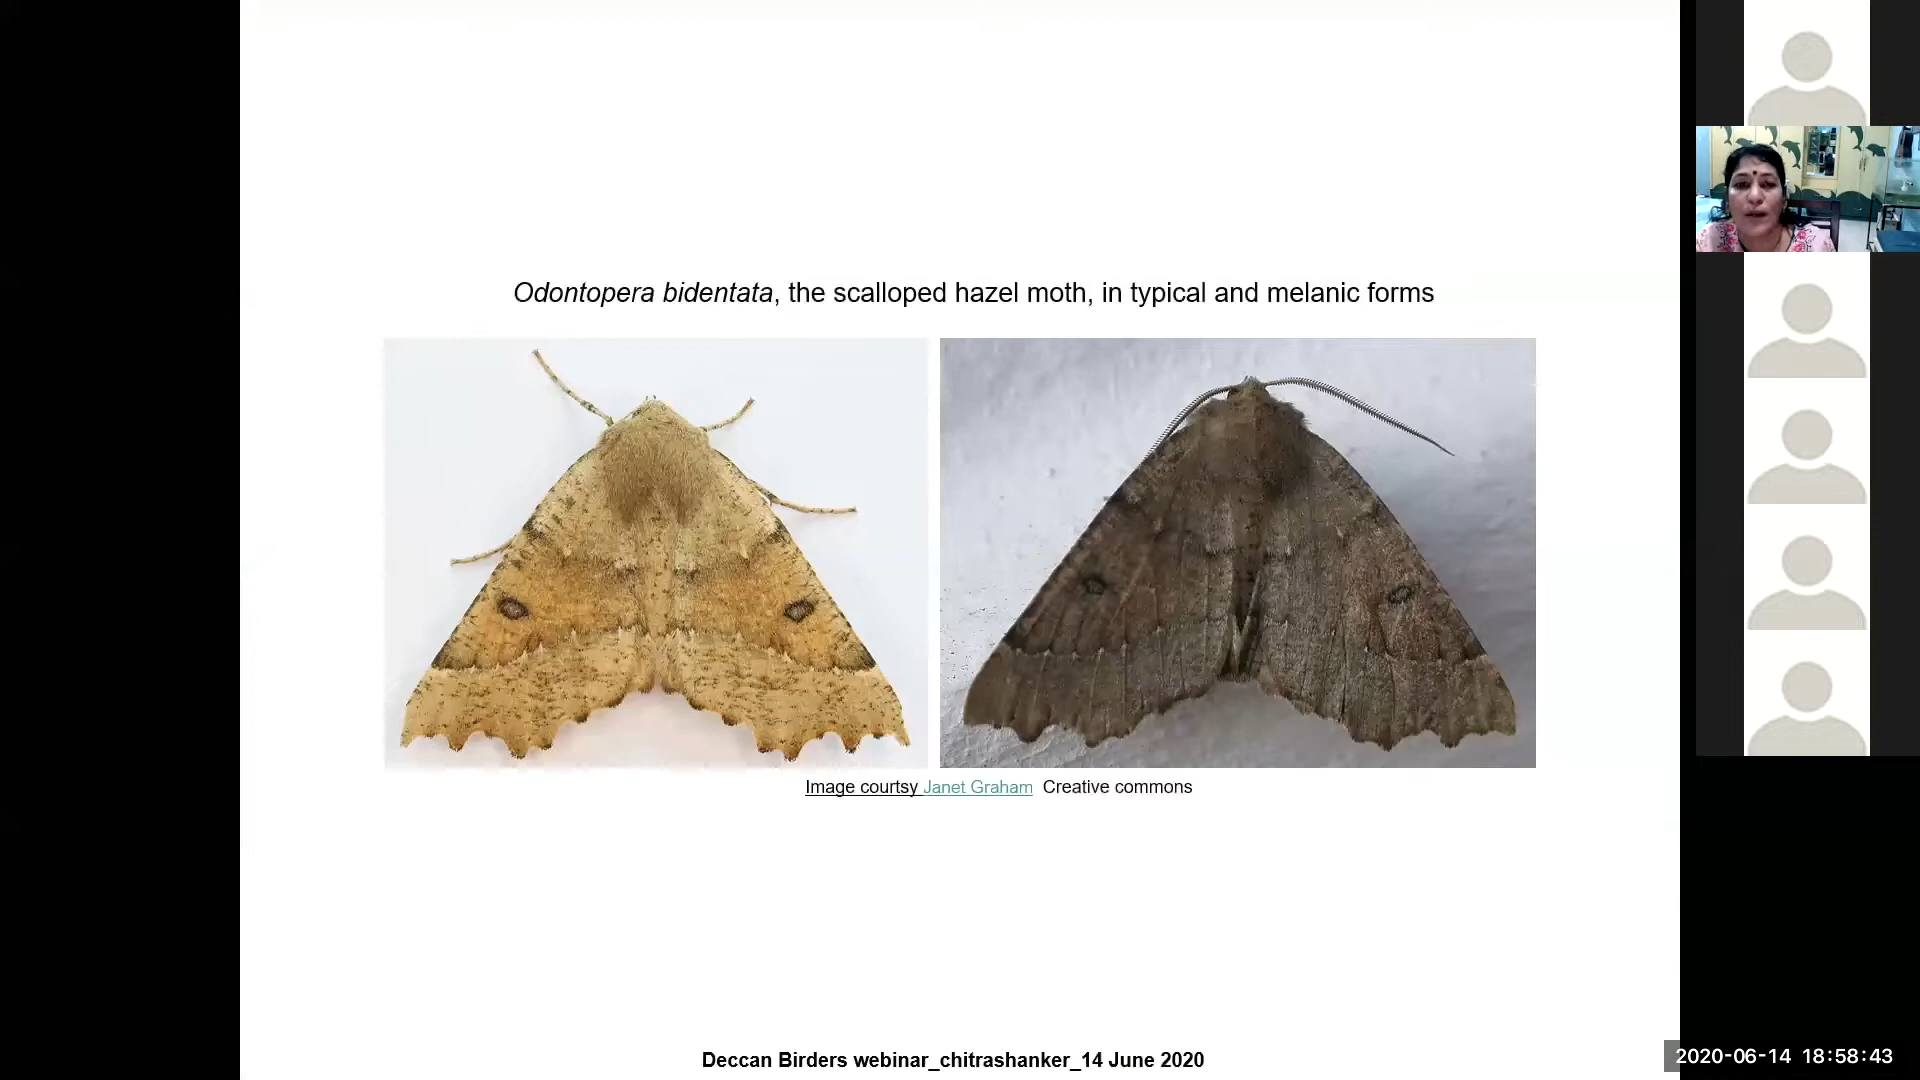 Odontopera bidentata, the scalloped hazel moth, in typical and melanic forms
Image courtsy Janet Graham Creative commons
Deccan Birders webinar_chitrashanker_14 June 2020
2020-06-14 18:58:43